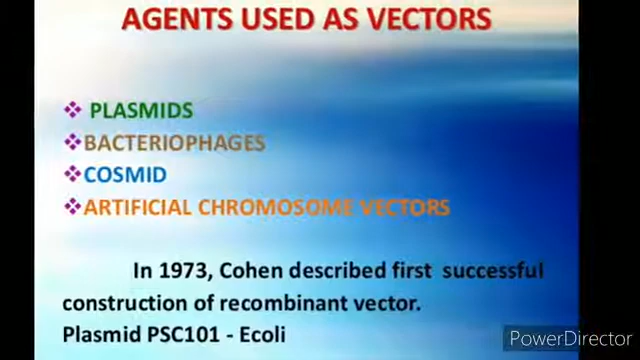 AGENTS USED AS VECTORS
❖ PLASMIDS
❖BACTERIOPHAGES
❖COSMID
❖ARTIFICIAL CHROMOSOME VECTORS
In 1973, Cohen described first successful
construction of recombinant vector.
Plasmid PSC101 - Ecoli
PowerDirector